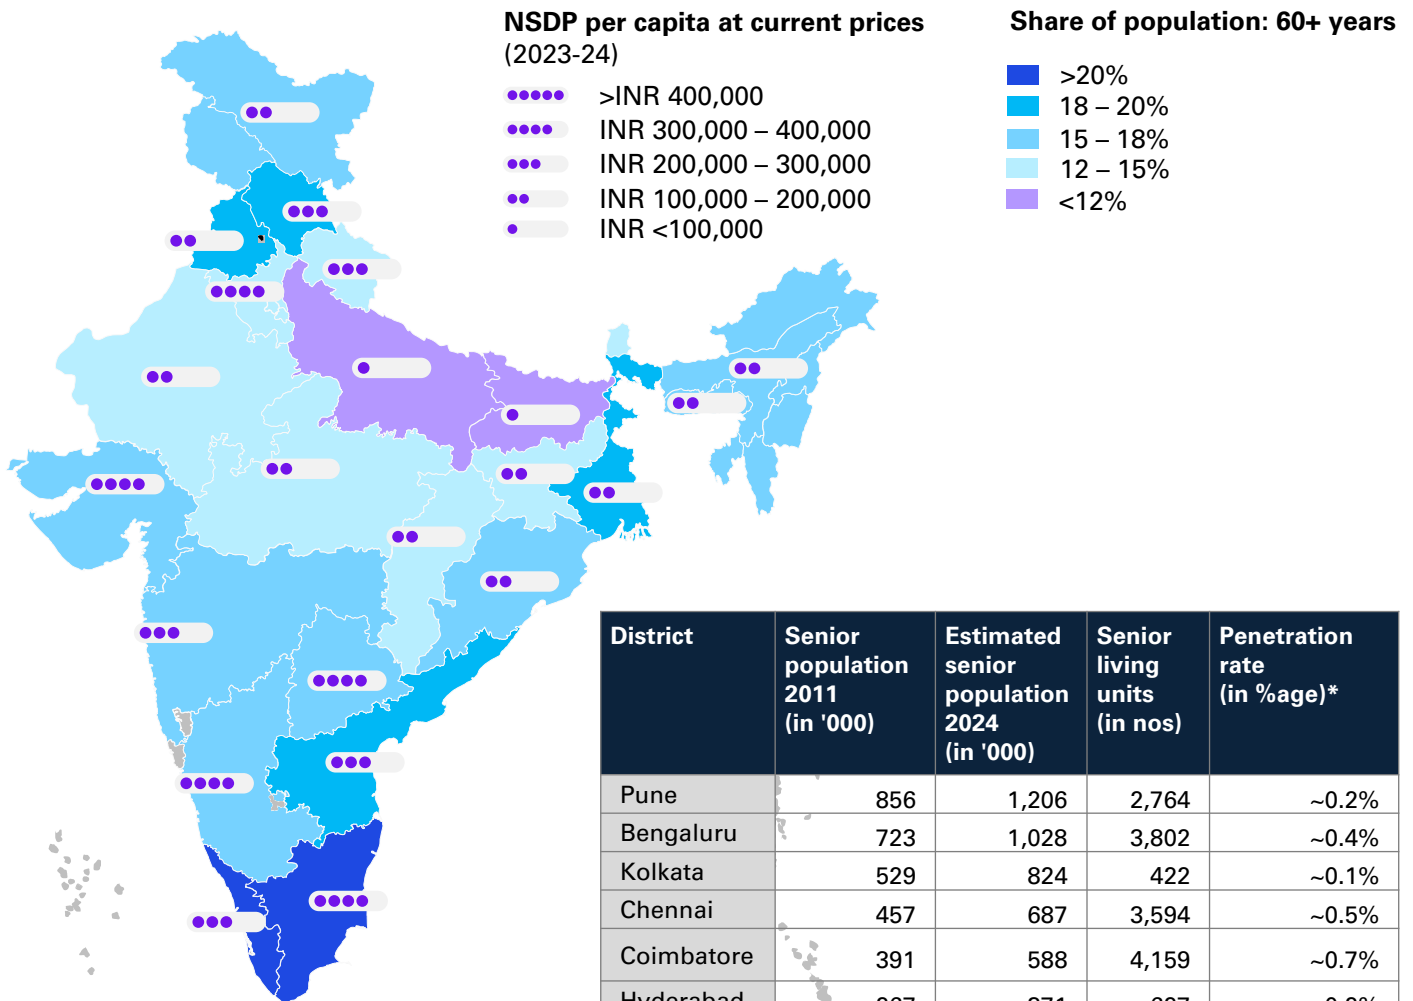 NSDP per capita at current prices
(2023-24)
>INR 400,000
INR 300,000 – 400,000
INR 200,000 – 300,000
INR 100,000 – 200,000
INR <100,000
Share of population: 60+ years
>20%
18 – 20%
15 – 18%
12 – 15%
<12%
District
Senior population 2011 (in '000)
Estimated senior population 2024 (in '000)
Senior living units (in nos)
Penetration rate (in %age)*
Pune 856 1,206 2,764 ~0.2%
Bengaluru 723 1,028 3,802 ~0.4%
Kolkata 529 824 422 ~0.1%
Chennai 457 687 3,594 ~0.5%
Coimbatore 391 588 4,159 ~0.7%
Hyderabad